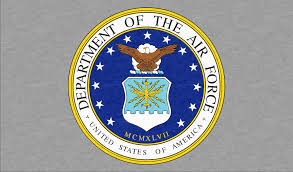 DEPARTMENT OF THE AIR FORCE
· UNITED STATES OF AMERICA ·
MCMXLVII